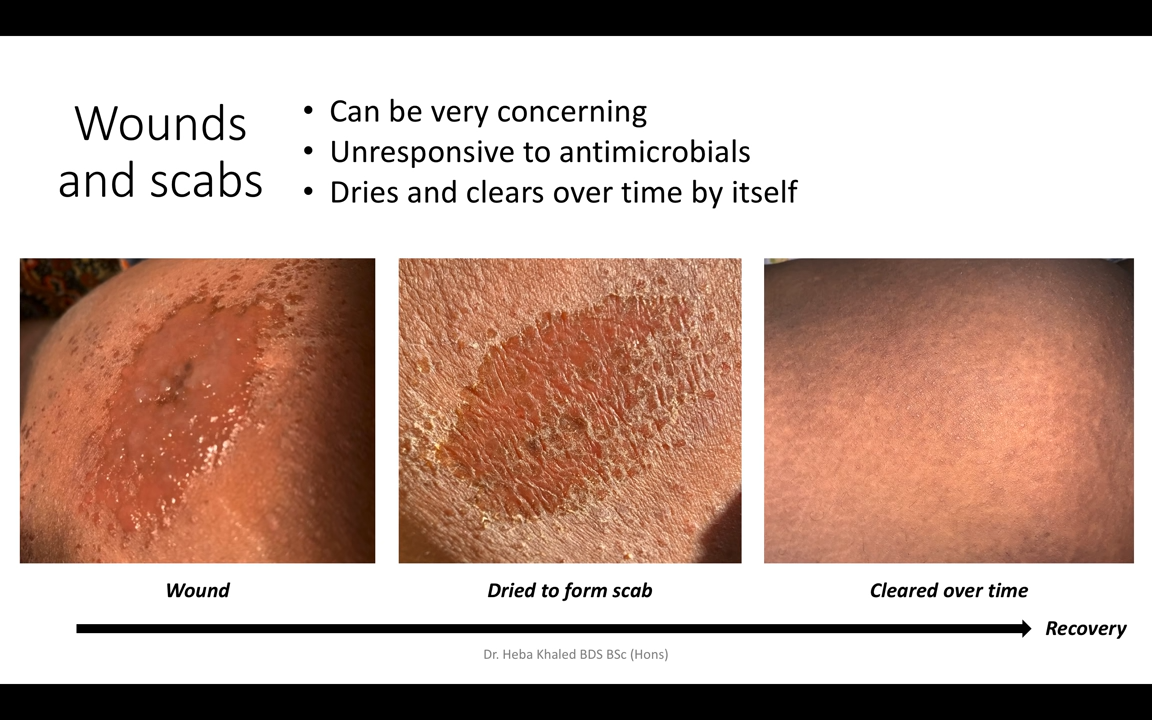 Wounds
and scabs
• Can be very concerning
• Unresponsive to antimicrobials
• Dries and clears over time by itself
Wound
Dried to form scab
Cleared over time
Recovery
Dr. Heba Khaled BDS BSc (Hons)